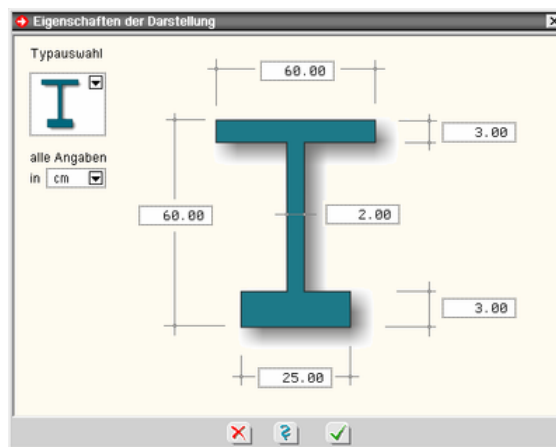 Eigenschaften der Darstellung
Typauswahl
60.00
3.00
alle Angaben
in cm
60.00
2.00
3.00
25.00